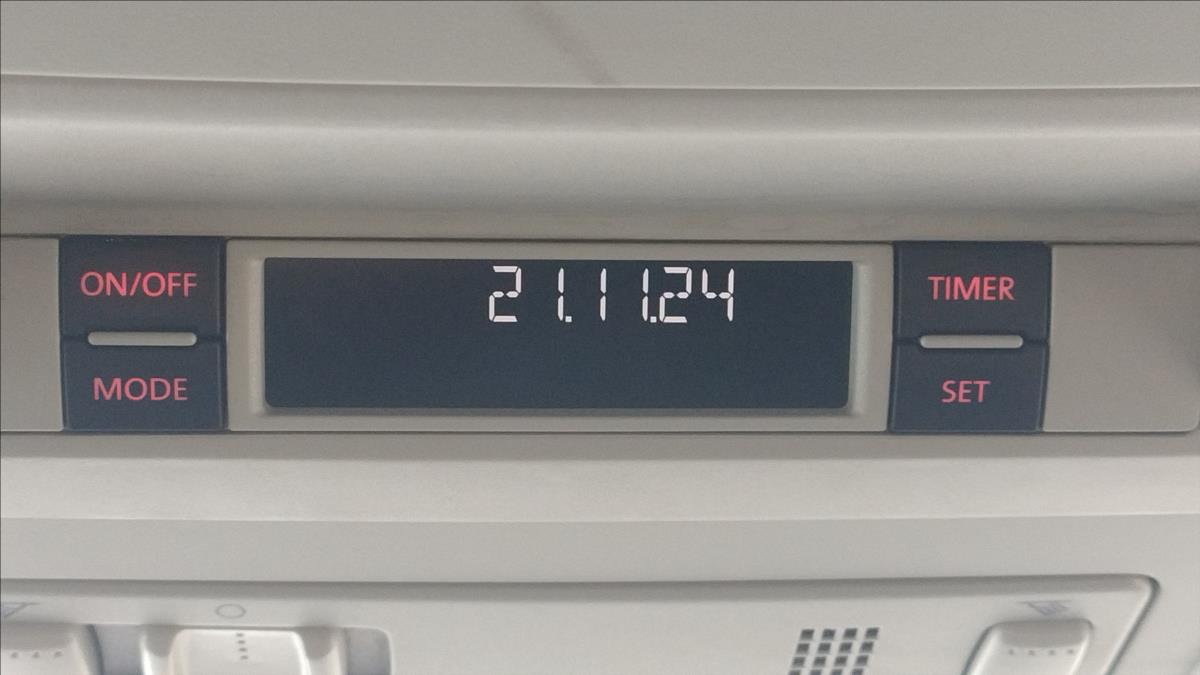 ON/OFF
21.11.24
TIMER
MODE
SET